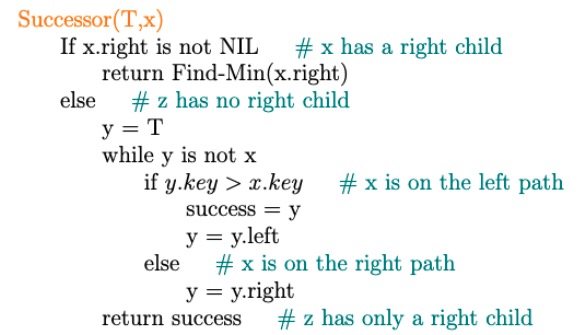 Successor(T,x)
If x.right is not NIL # x has a right child
return Find-Min(x.right)
else # z has no right child
y = T
while y is not x
if y.key > x.key # x is on the left path
success = y
y = y.left
else # x is on the right path
y = y.right
return success # z has only a right child